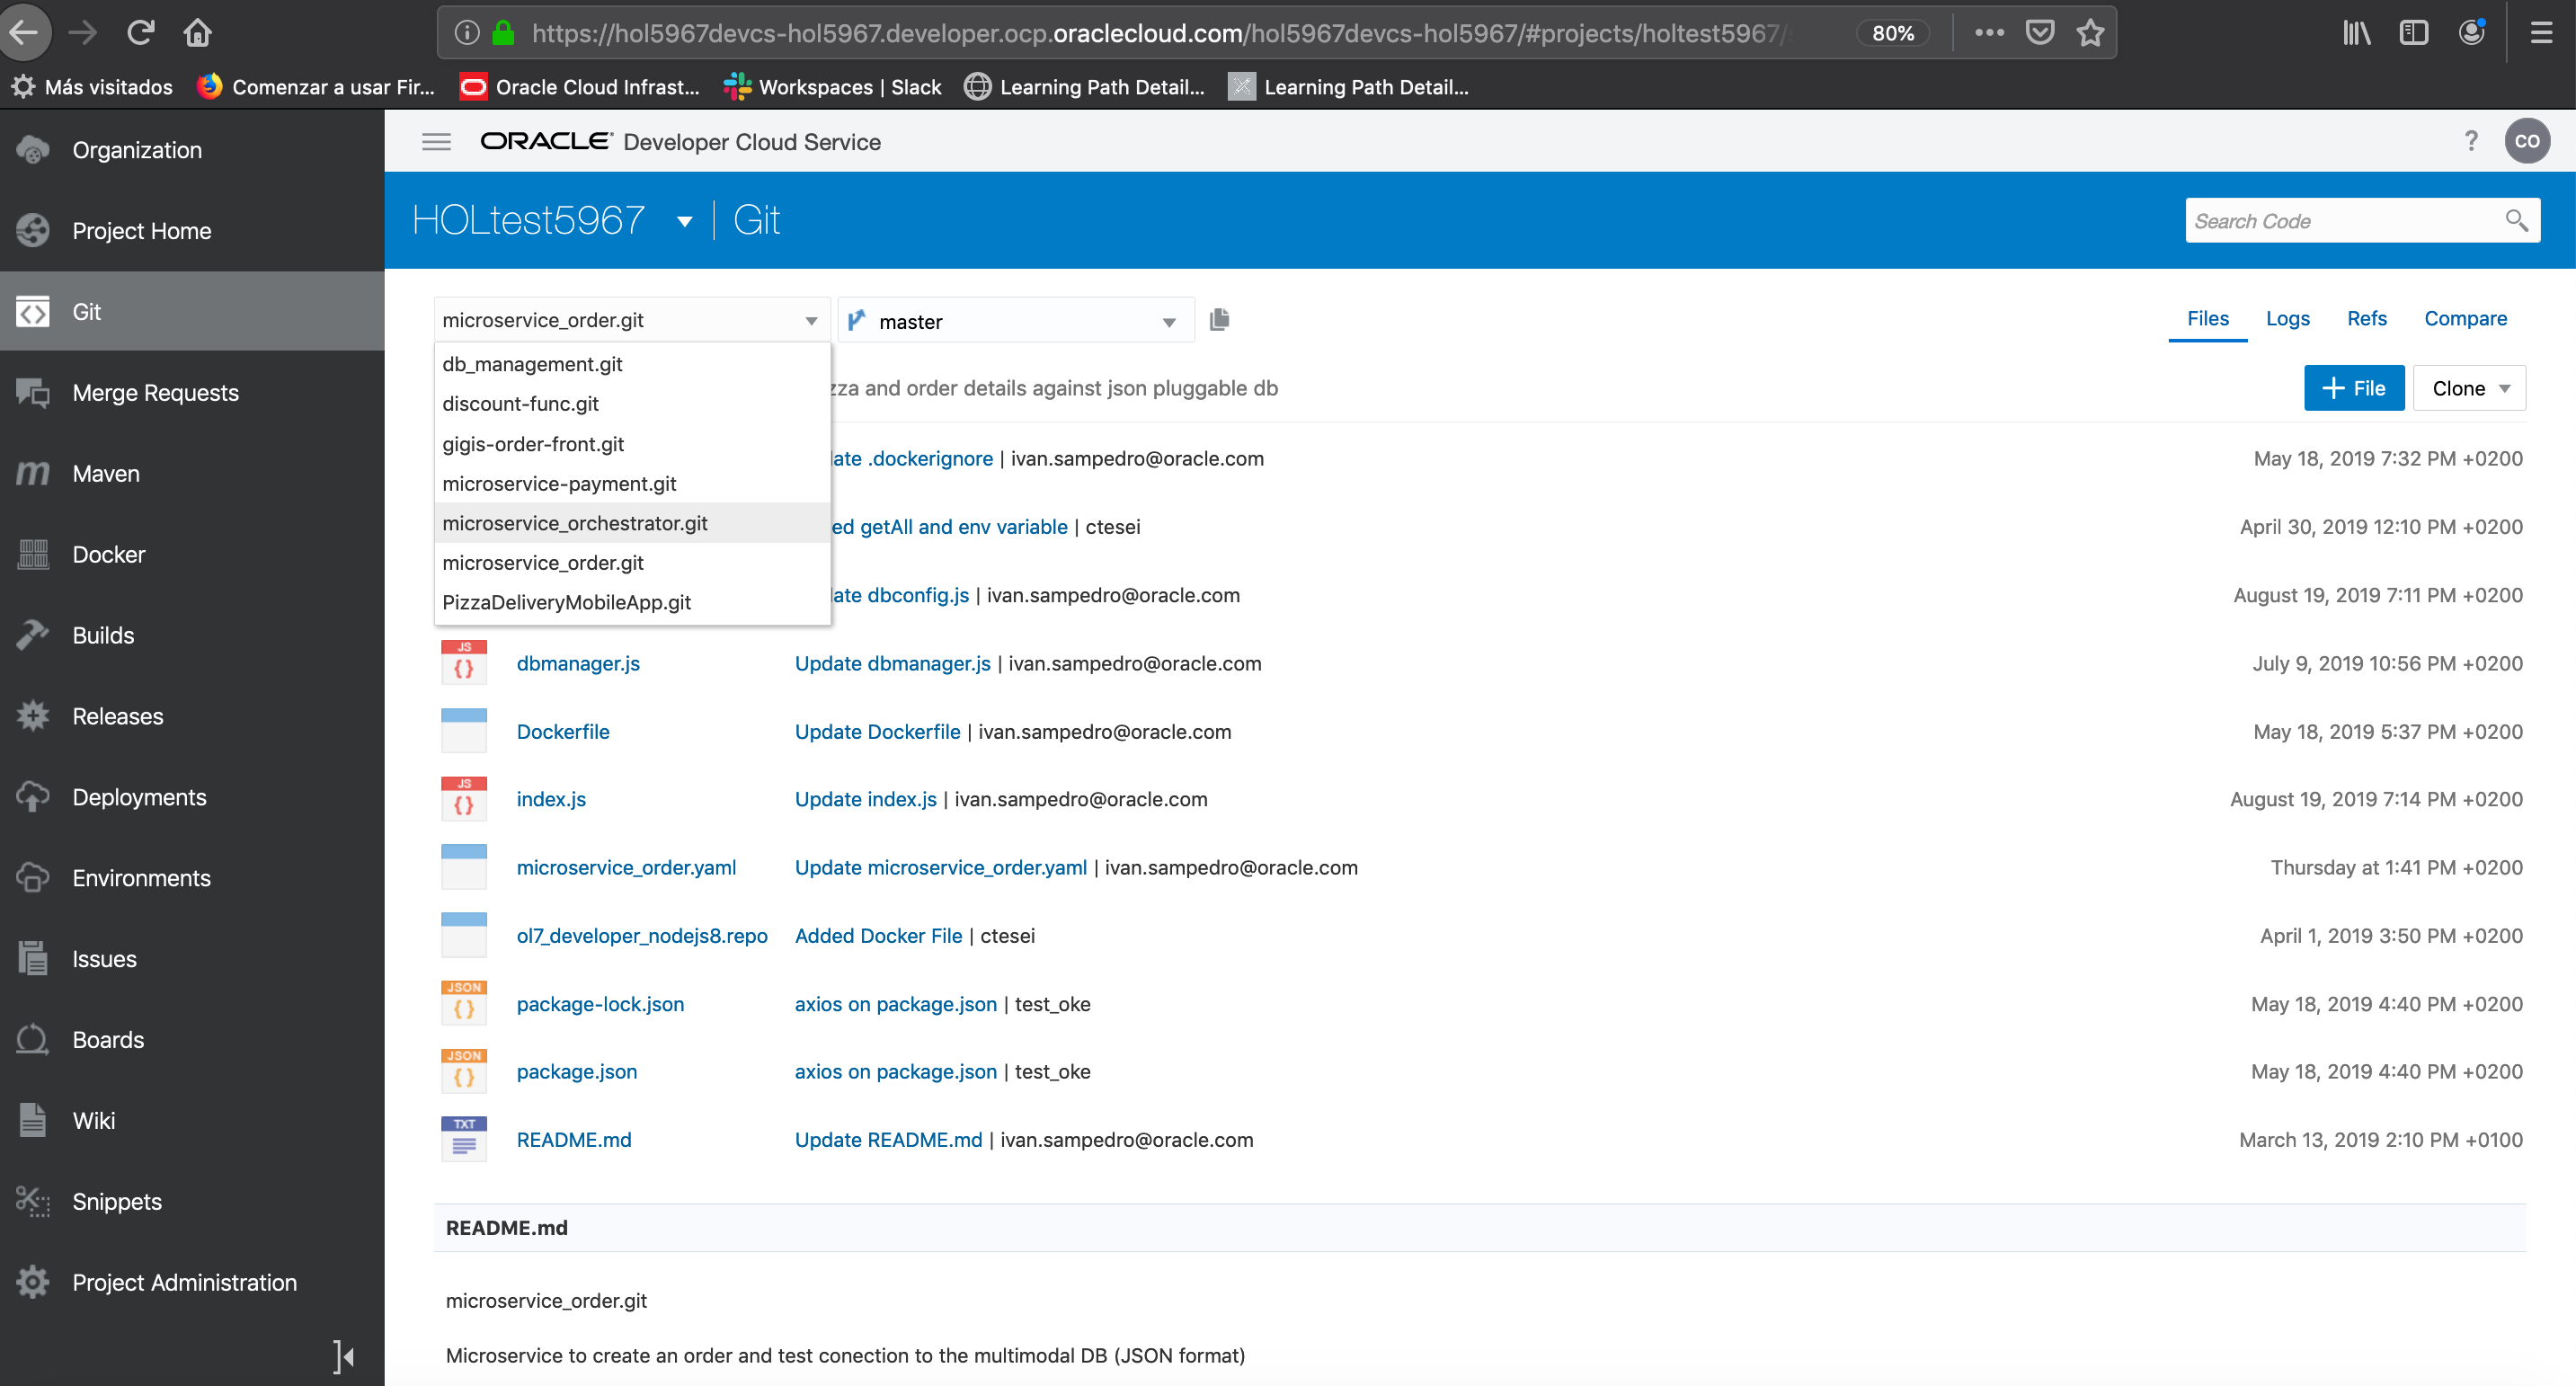 https://hol5967devcs-hol5967.developer.ocp.oraclecloud.com/hol5967devcs-hol5967/#projects/holtest5967/
80%
Más visitados
Comenzar a usar Fir...
Oracle Cloud Infrast...
Workspaces | Slack
Learning Path Detail...
Learning Path Detail...
Organization
Project Home
Git
Merge Requests
Maven
Docker
Builds
Releases
Deployments
Environments
Issues
Boards
Wiki
Snippets
Project Administration
ORACLE Developer Cloud Service
?
CO
HOLtest5967 | Git
Search Code
microservice_order.git
master
Files Logs Refs Compare
db_management.git
discount-func.git
gigis-order-front.git
microservice-payment.git
microservice_orchestrator.git
microservice_order.git
PizzaDeliveryMobileApp.git
zza and order details against json pluggable db
+ File
Clone
ate .dockerignore | ivan.sampedro@oracle.com May 18, 2019 7:32 PM +0200
ed getAll and env variable | ctesei April 30, 2019 12:10 PM +0200
ate dbconfig.js | ivan.sampedro@oracle.com August 19, 2019 7:11 PM +0200
JS dbmanager.js Update dbmanager.js | ivan.sampedro@oracle.com July 9, 2019 10:56 PM +0200
Dockerfile Update Dockerfile | ivan.sampedro@oracle.com May 18, 2019 5:37 PM +0200
JS index.js Update index.js | ivan.sampedro@oracle.com August 19, 2019 7:14 PM +0200
microservice_order.yaml Update microservice_order.yaml | ivan.sampedro@oracle.com Thursday at 1:41 PM +0200
ol7_developer_nodejs8.repo Added Docker File | ctesei April 1, 2019 3:50 PM +0200
JSON package-lock.json axios on package.json | test_oke May 18, 2019 4:40 PM +0200
JSON package.json axios on package.json | test_oke May 18, 2019 4:40 PM +0200
TXT README.md Update README.md | ivan.sampedro@oracle.com March 13, 2019 2:10 PM +0100
README.md
microservice_order.git
Microservice to create an order and test conection to the multimodal DB (JSON format)